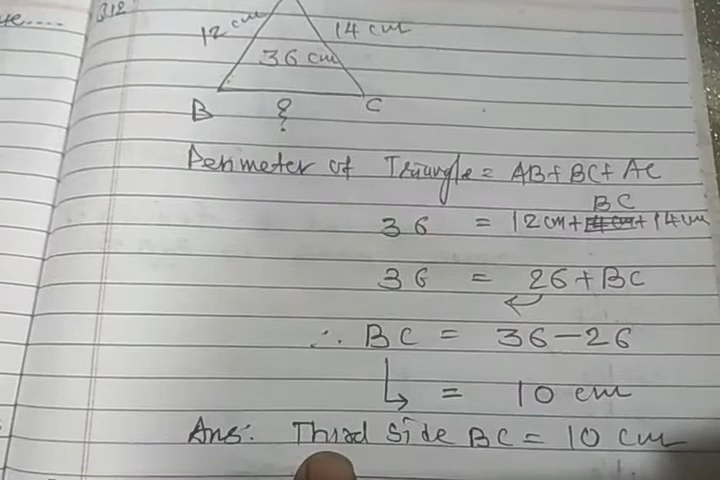 12 cm 14 cm
36 cm
B ? C
Perimeter of Triangle = AB + BC + AC
BC
36 = 12 cm + + 14 cm
36 = 26 + BC
∴ BC = 36 - 26
↳ = 10 cm
Ans: Third side BC = 10 cm